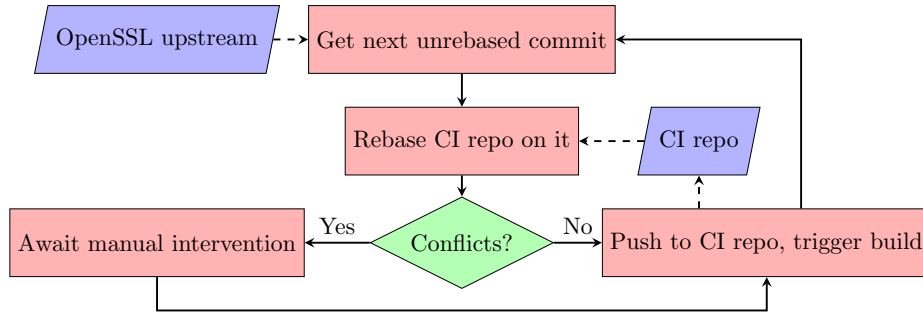 OpenSSL upstream
Get next unrebased commit
Rebase CI repo on it
CI repo
Yes
No
Await manual intervention
Conflicts?
Push to CI repo, trigger build